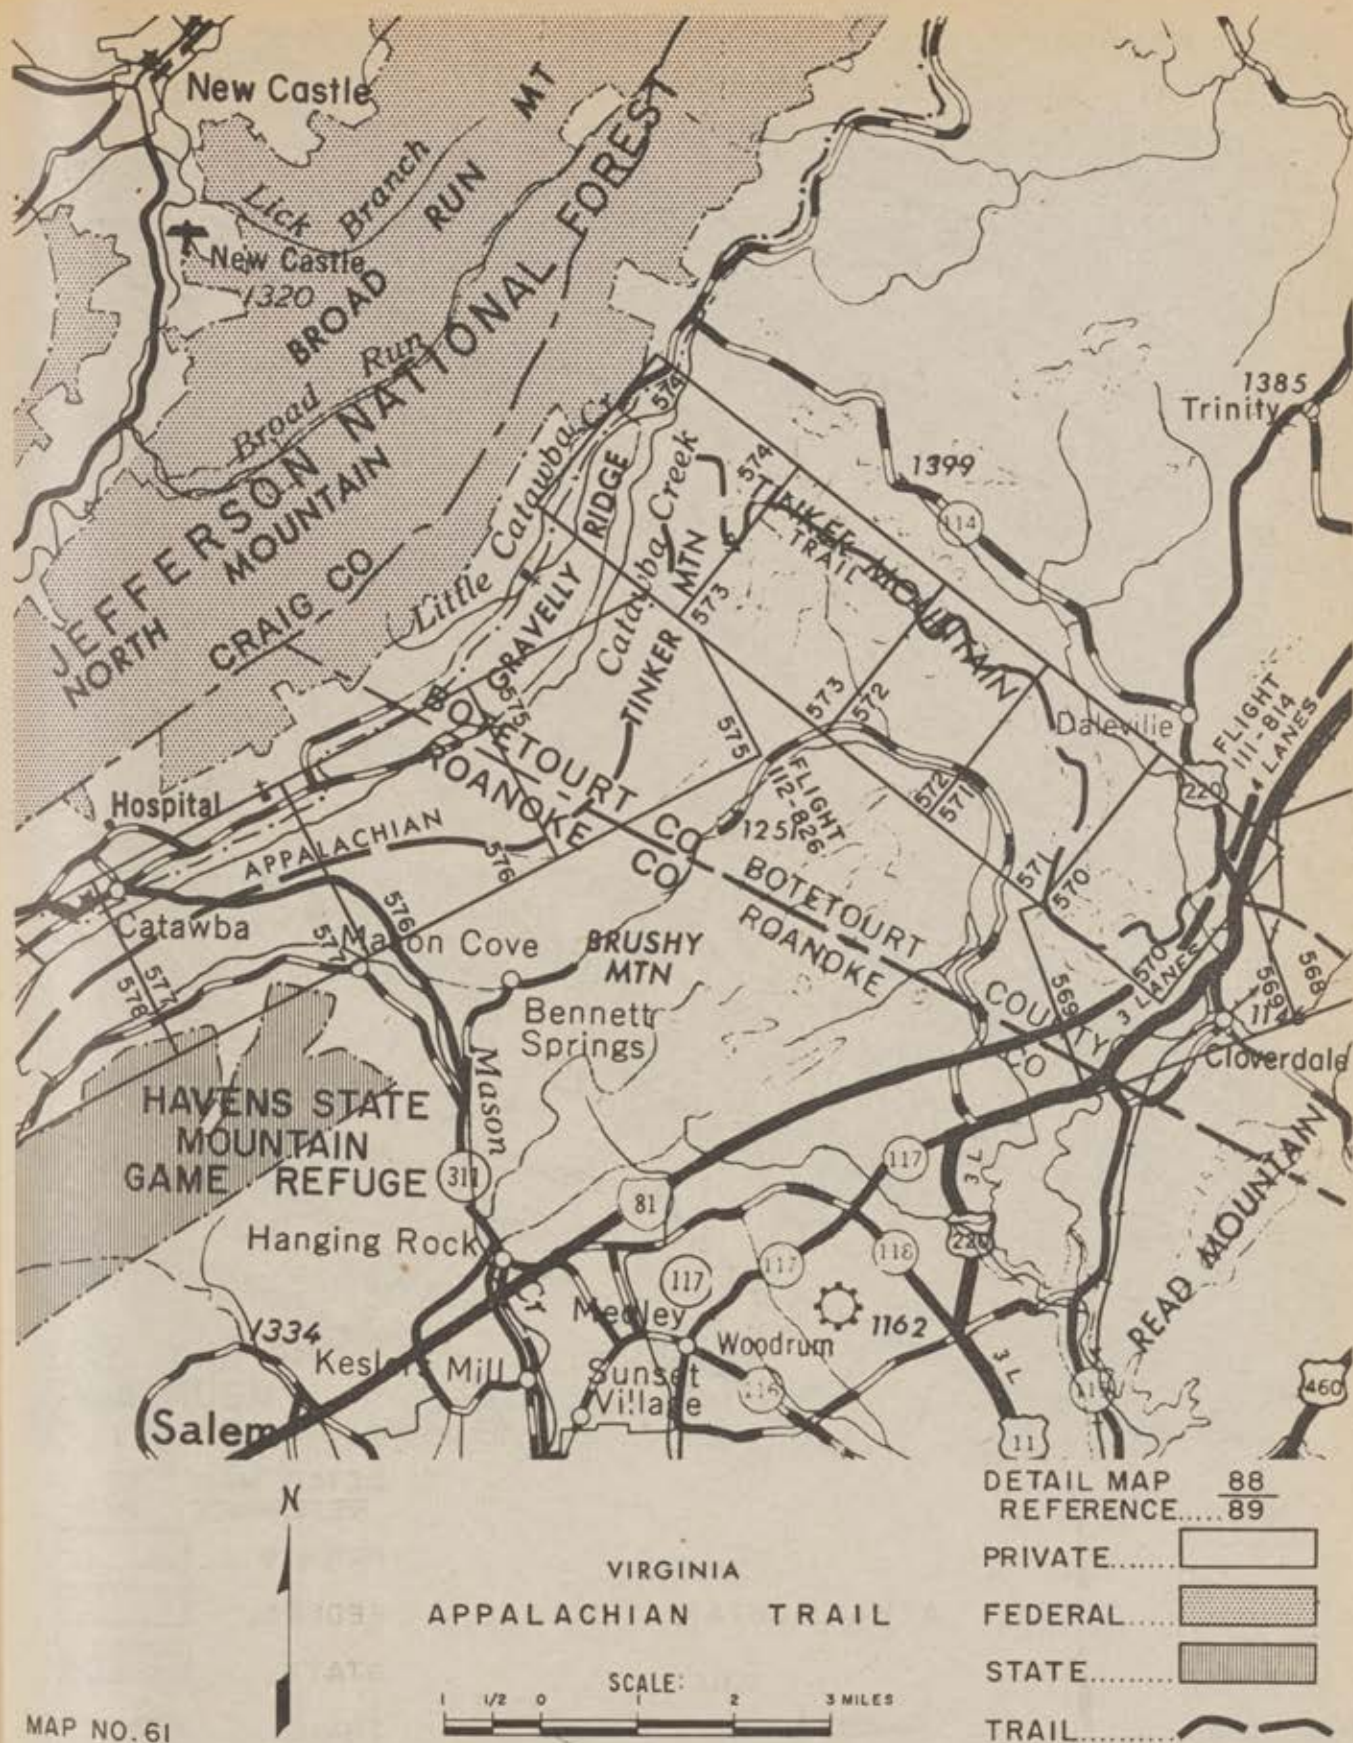 New Castle
Lick Branch
BROAD RUN MT
New Castle
1320
Broad Run
JEFFERSON NATIONAL FOREST
NORTH MOUNTAIN
CRAIG CO
Little Catawba Cr
GRAVELLY RIDGE
Catawba Creek
TINKER MTN
574
574
TINKER MOUNTAIN
TRAIL
573
573
572
572
571
571
570
570
569
569
568
575
575
576
576
577
577
578
1399
114
1385
Trinity
Daleville
FLIGHT
111-814
4 LANES
220
FLIGHT
112-826
1251
BOTETOURT CO
ROANOKE CO
BOTETOURT COUNTY
ROANOKE CO
Hospital
APPALACHIAN
Catawba
Mason Cove
BRUSHY
MTN
Bennett
Springs
3 LANES
Cloverdale
HAVENS STATE
MOUNTAIN
GAME REFUGE
Mason Cr
311
81
117
3 L
220
READ MOUNTAIN
Hanging Rock
117
117
118
Medley
1162
1334
Keslers Mill
Woodrum
Sunset
Village
116
3 L
115
460
Salem
11
N
DETAIL MAP 88
REFERENCE..... 89
PRIVATE.......
VIRGINIA
APPALACHIAN TRAIL
FEDERAL.....
STATE.........
SCALE:
1 1/2 0 1 2 3 MILES
MAP NO. 61
TRAIL..........